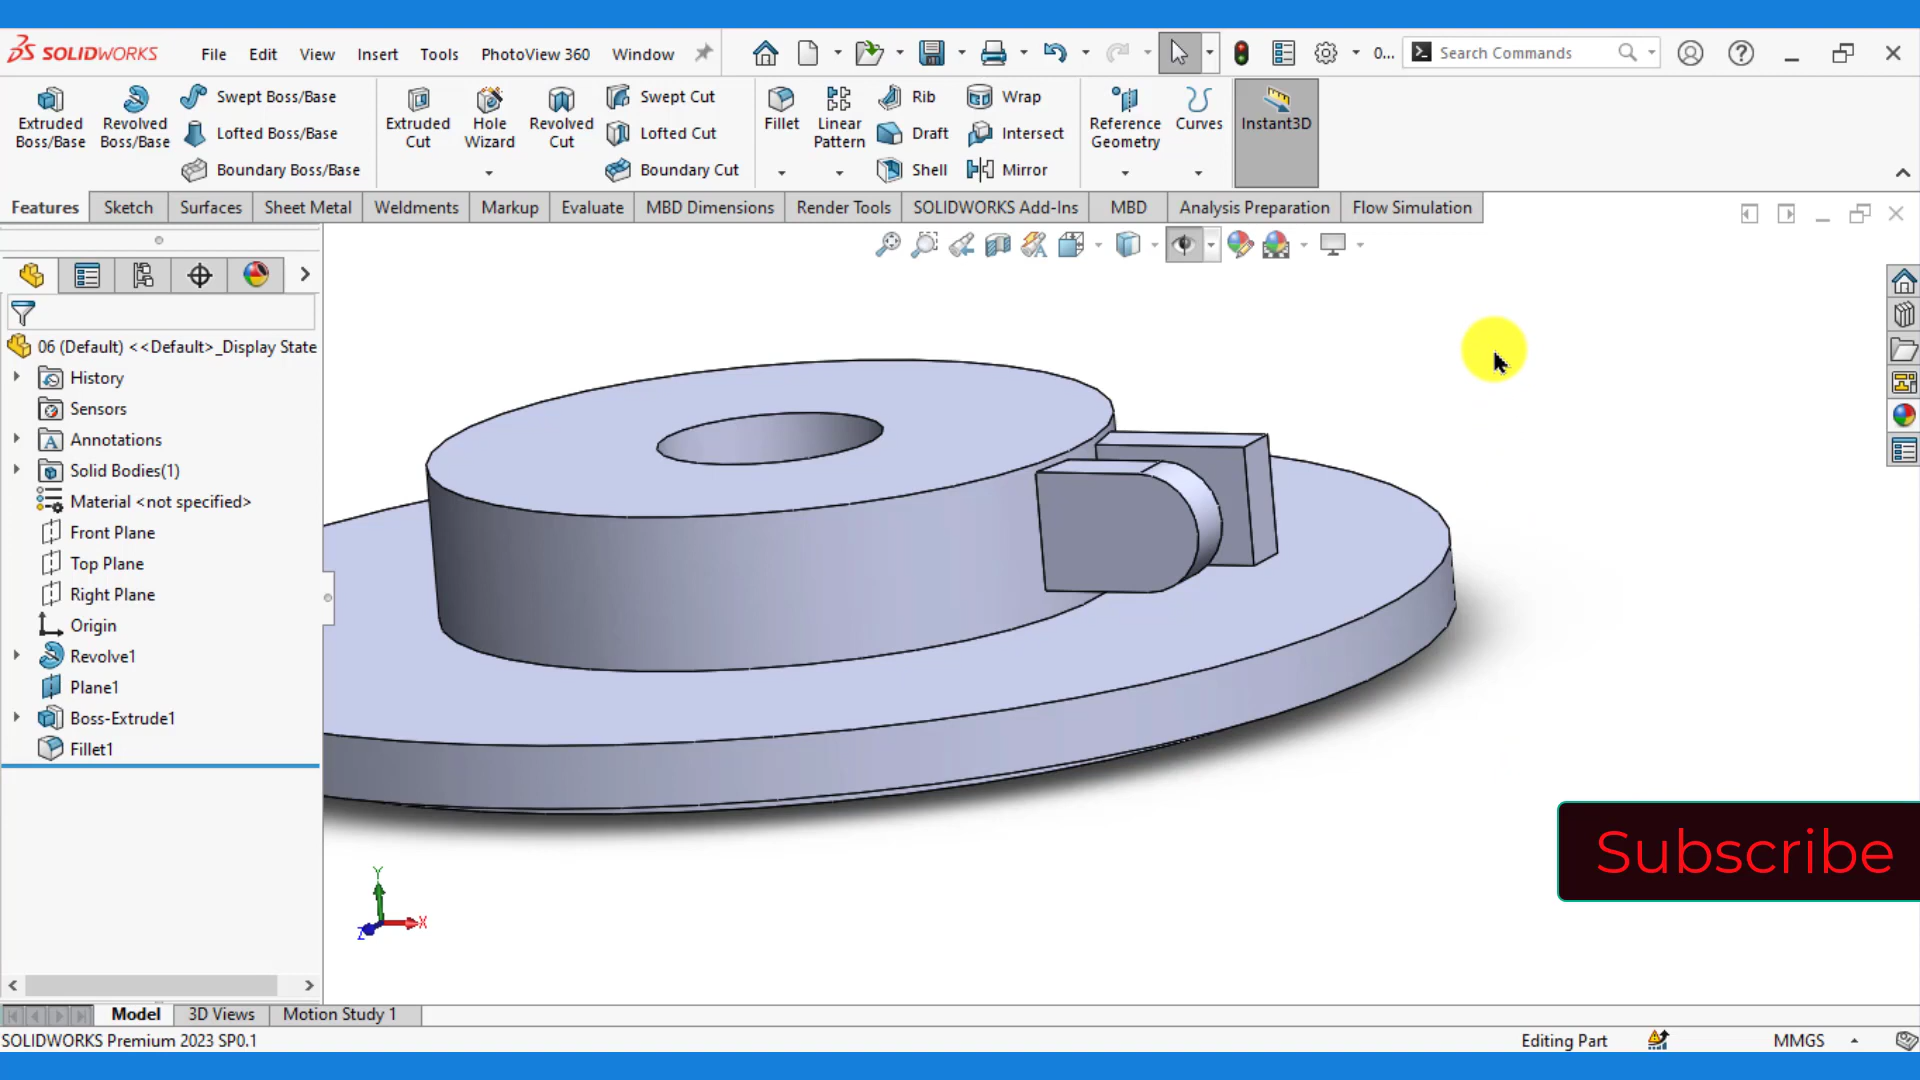 SOLIDWORKS File Edit View Insert Tools PhotoView 360 Window 0... Search Commands
Extruded Boss/Base
Revolved Boss/Base
Swept Boss/Base
Lofted Boss/Base
Boundary Boss/Base
Extruded Cut
Hole Wizard
Revolved Cut
Swept Cut
Lofted Cut
Boundary Cut
Fillet
Linear Pattern
Rib
Draft
Shell
Wrap
Intersect
Mirror
Reference Geometry
Curves
Instant3D
Features Sketch Surfaces Sheet Metal Weldments Markup Evaluate MBD Dimensions Render Tools SOLIDWORKS Add-Ins MBD Analysis Preparation Flow Simulation
06 (Default) <<Default>_Display State
History
Sensors
Annotations
Solid Bodies(1)
Material <not specified>
Front Plane
Top Plane
Right Plane
Origin
Revolve1
Plane1
Boss-Extrude1
Fillet1
Subscribe
Y
X
Z
Model 3D Views Motion Study 1
SOLIDWORKS Premium 2023 SP0.1 Editing Part MMGS